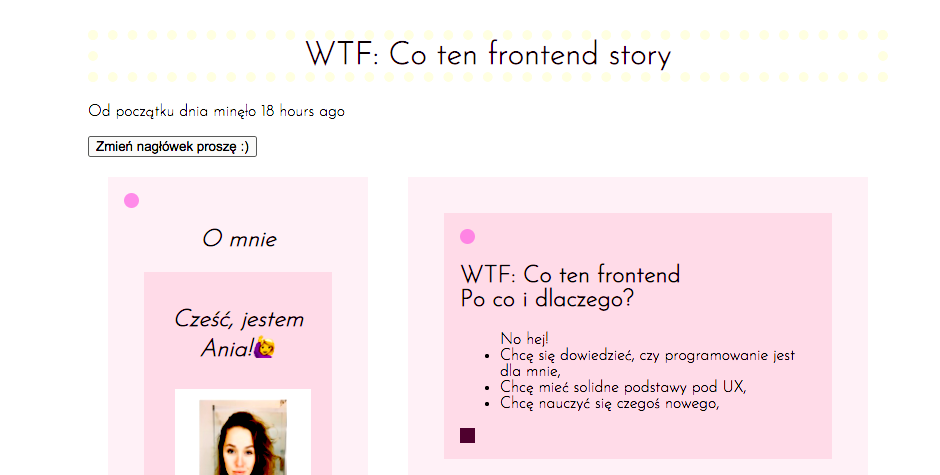 WTF: Co ten frontend story
Od początku dnia minęło 18 hours ago
Zmień nagłówek proszę :)
O mnie
Cześć, jestem
Ania!🙋‍♀️
WTF: Co ten frontend
Po co i dlaczego?
No hej!
Chcę się dowiedzieć, czy programowanie jest
dla mnie,
Chcę mieć solidne podstawy pod UX,
Chcę nauczyć się czegoś nowego,